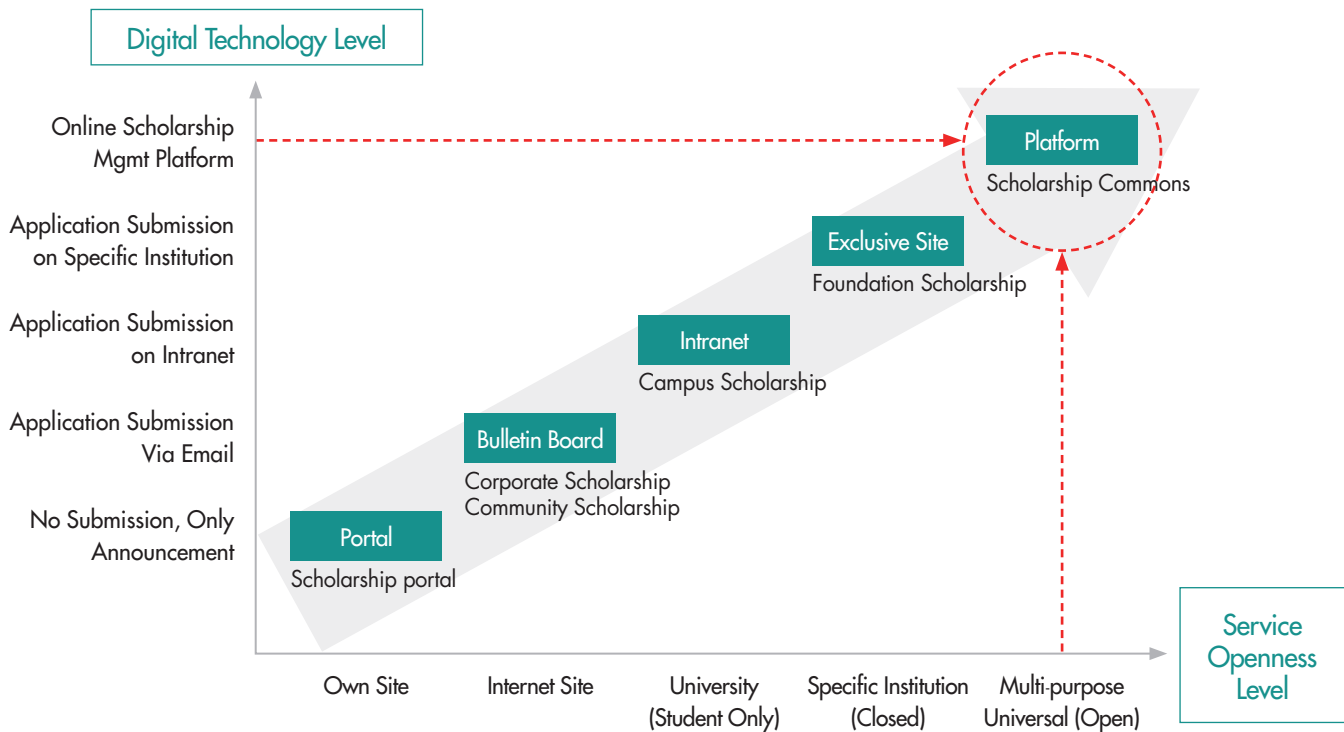 Digital Technology Level
Online Scholarship
Mgmt Platform
Platform
Scholarship Commons
Application Submission
on Specific Institution
Exclusive Site
Foundation Scholarship
Application Submission
on Intranet
Intranet
Campus Scholarship
Application Submission
Via Email
Bulletin Board
Corporate Scholarship
Community Scholarship
No Submission, Only
Announcement
Portal
Scholarship portal
Service
Openness
Level
Own Site
Internet Site
University
(Student Only)
Specific Institution
(Closed)
Multi-purpose
Universal (Open)